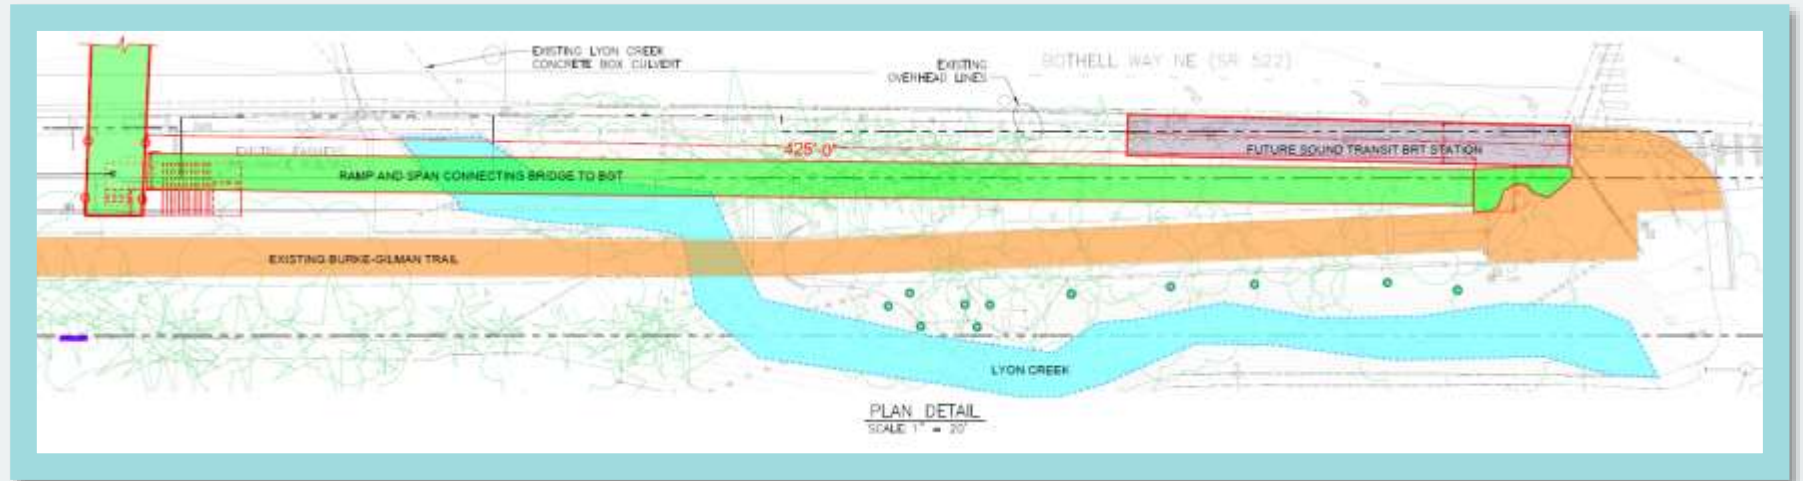 EXISTING LYON CREEK
CONCRETE BOX CULVERT
EXISTING
OVERHEAD LINES
BOTHELL WAY NE (SR 522)
425'-0"
FUTURE SOUND TRANSIT BRT STATION
RAMP AND SPAN CONNECTING BRIDGE TO BGT
EXISTING BURKE-GILMAN TRAIL
LYON CREEK
PLAN DETAIL
SCALE: 1" = 20'